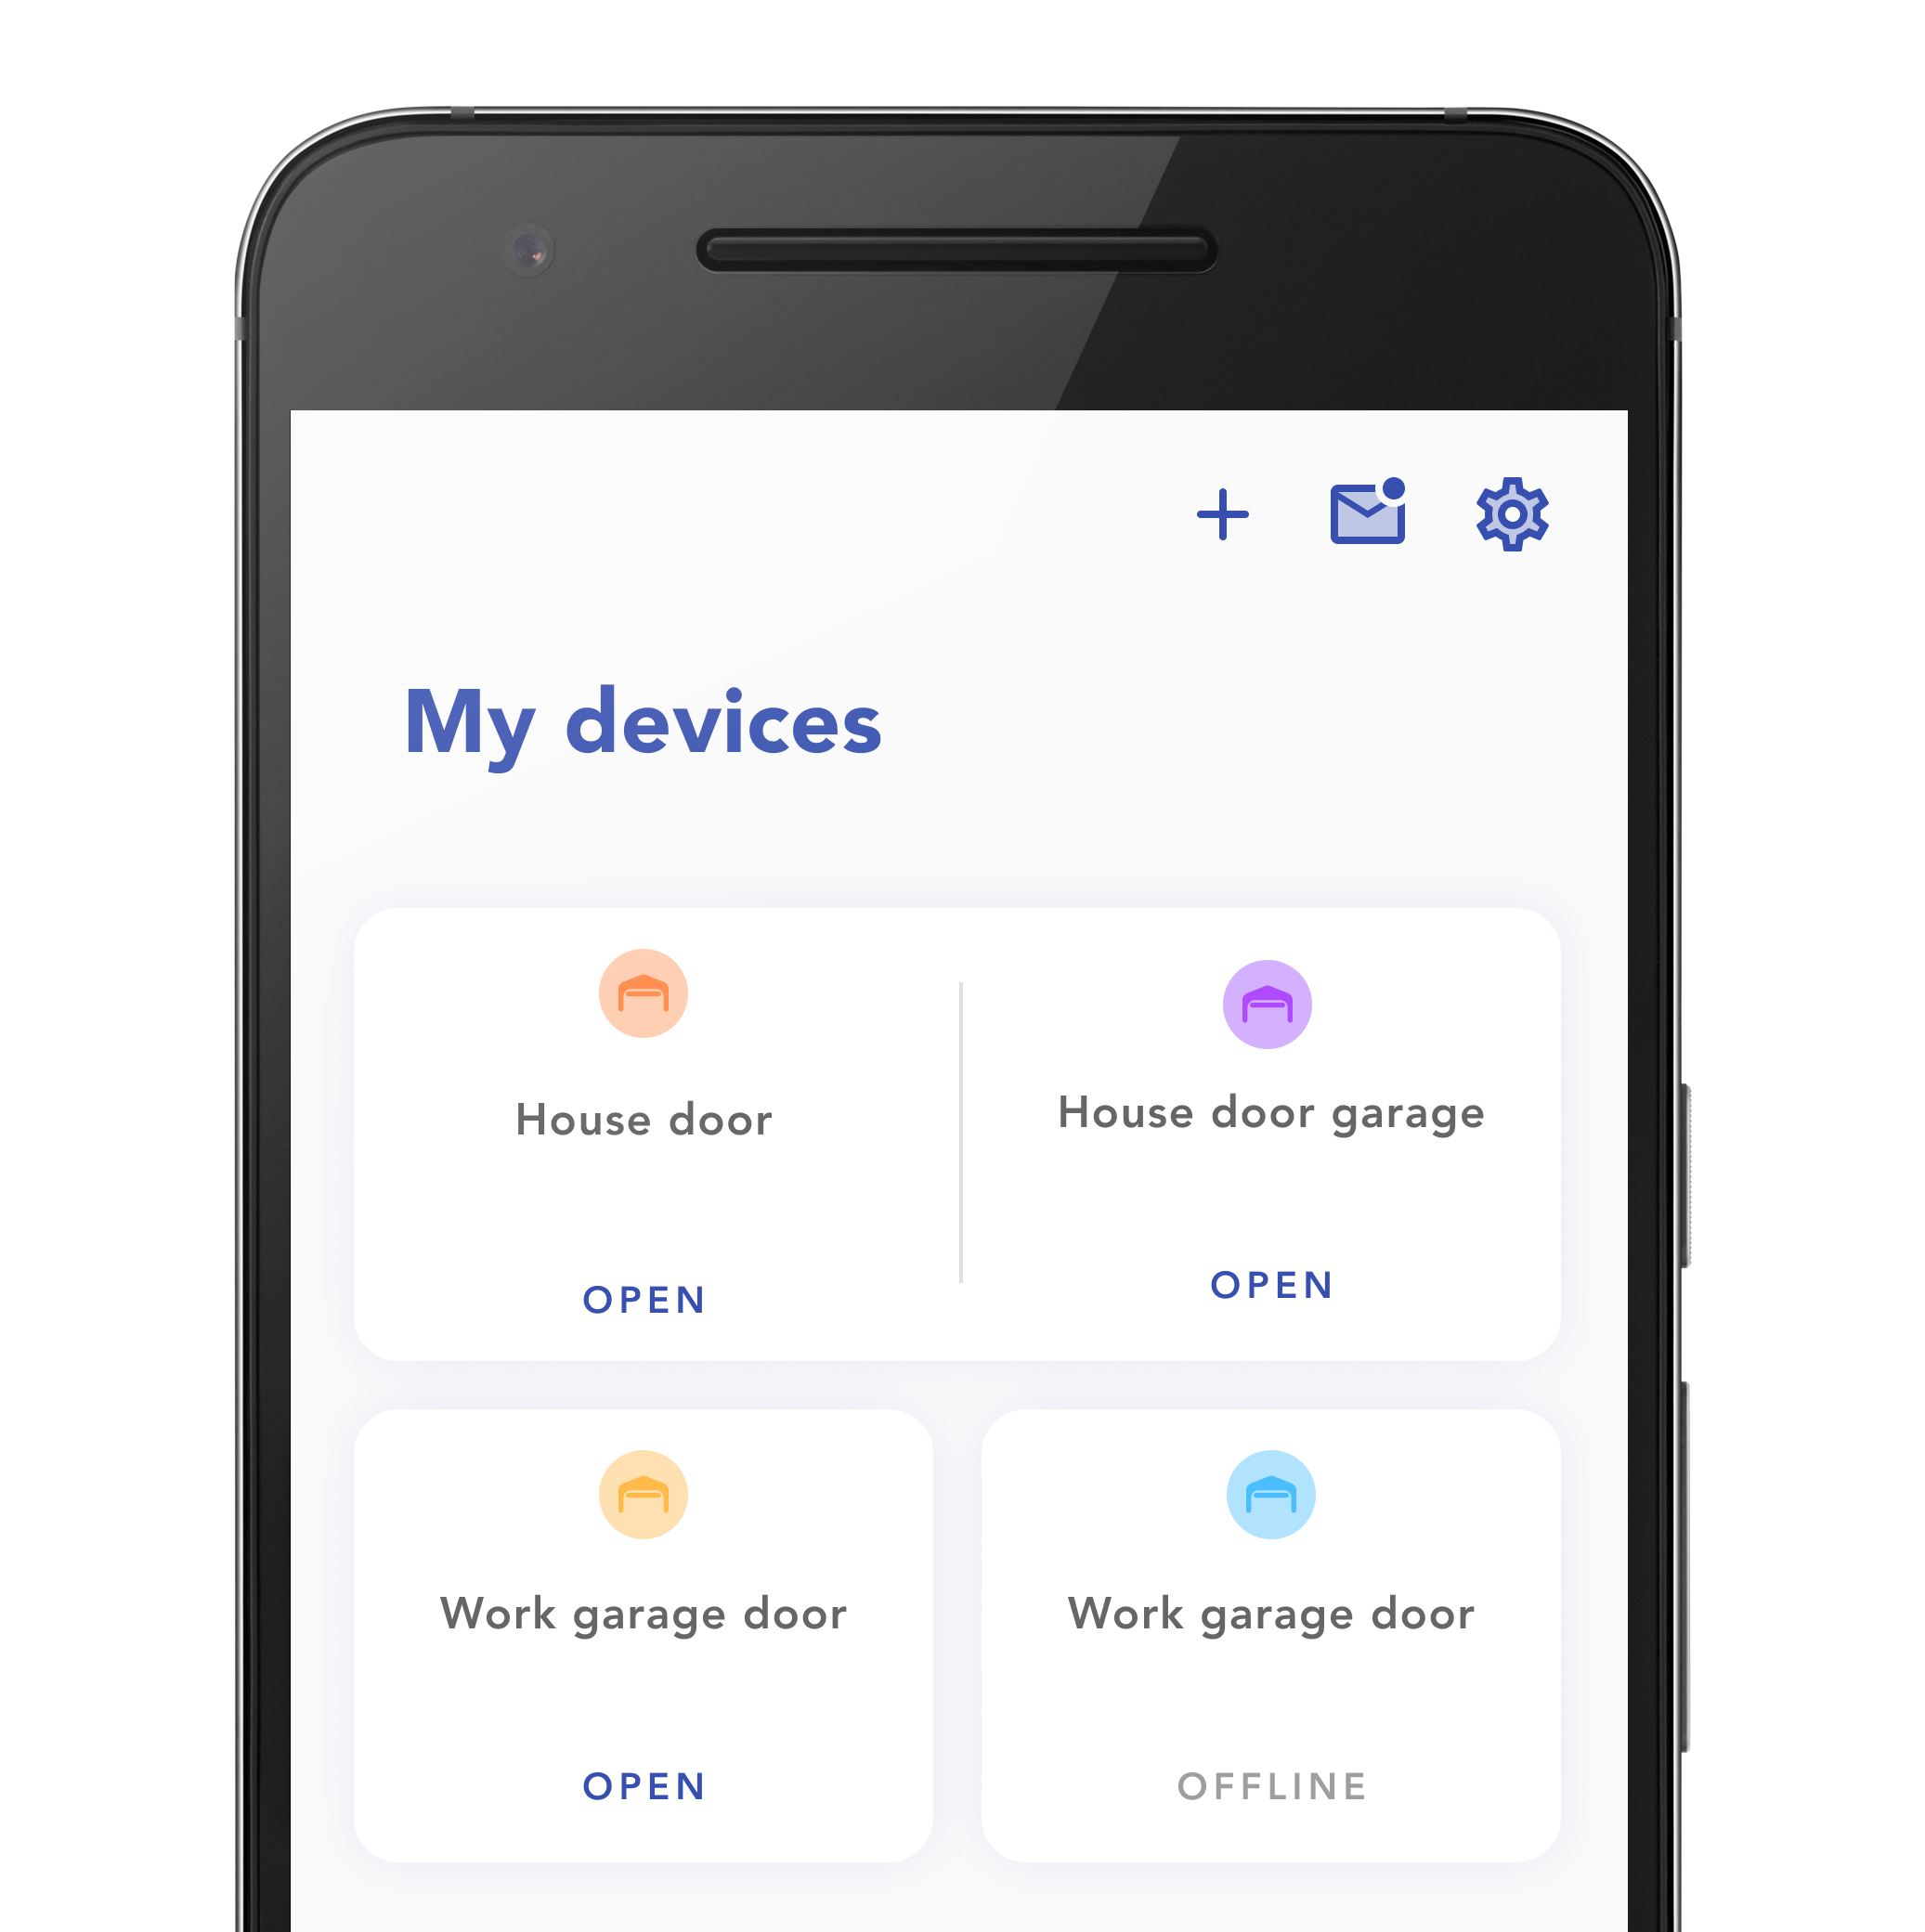 My devices
House door
House door garage
OPEN
OPEN
Work garage door
Work garage door
OPEN
OFFLINE